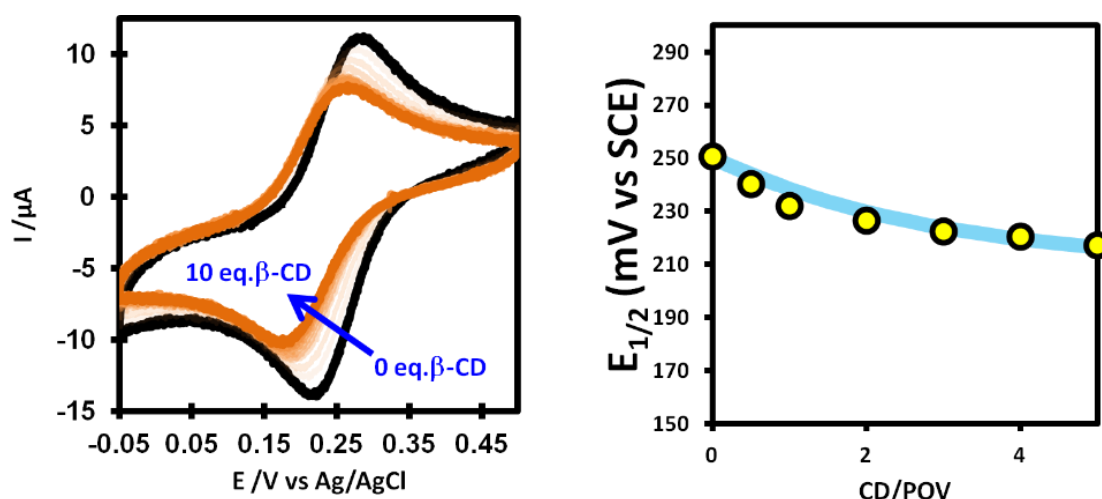 10
5
0
-5
-10
-15
I /µA
10 eq.β-CD
0 eq.β-CD
-0.05 0.05 0.15 0.25 0.35 0.45
E /V vs Ag/AgCl
290
270
250
230
210
190
170
150
E1/2 (mV vs SCE)
0 2 4
CD/POV